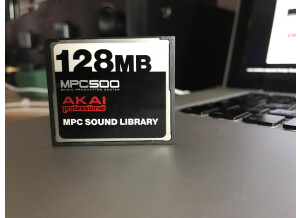 128MB
MPC500
MUSIC PRODUCTION CENTER
AKAI
professional
MPC SOUND LIBRARY